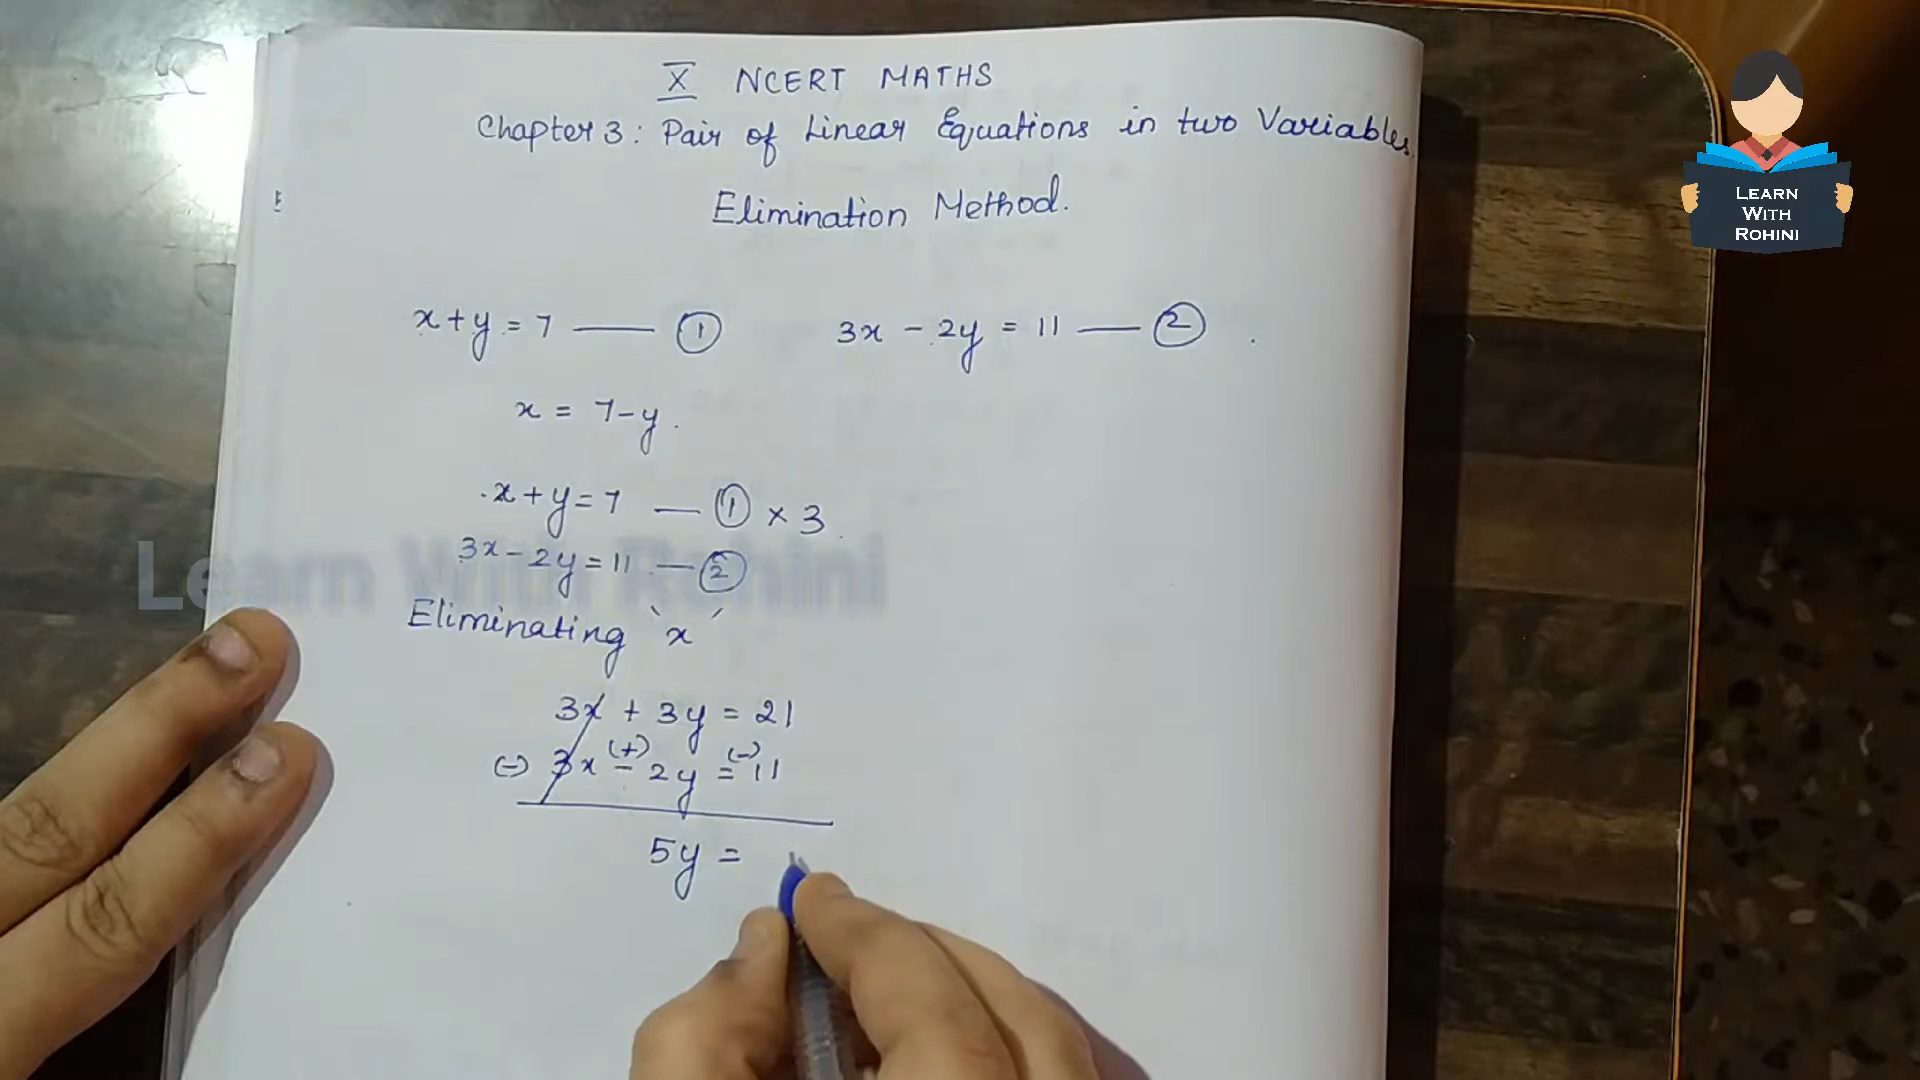 X NCERT MATHS
Chapter 3: Pair of Linear Equations in two Variables.
Elimination Method.
LEARN
WITH
ROHINI
x + y = 7 —— ① 3x - 2y = 11 —— ②
x = 7 - y.
x + y = 7 — ① × 3
3x - 2y = 11 — ②
Learn With Rohini
Eliminating 'x'
3x + 3y = 21
(-) 3x (+) - 2y = (-) 11
5y =